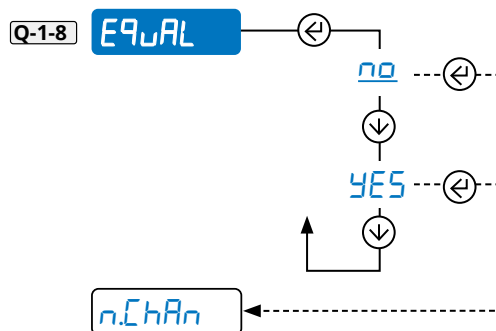 Q-1-8 EquAL
no
YES
n.ChAn